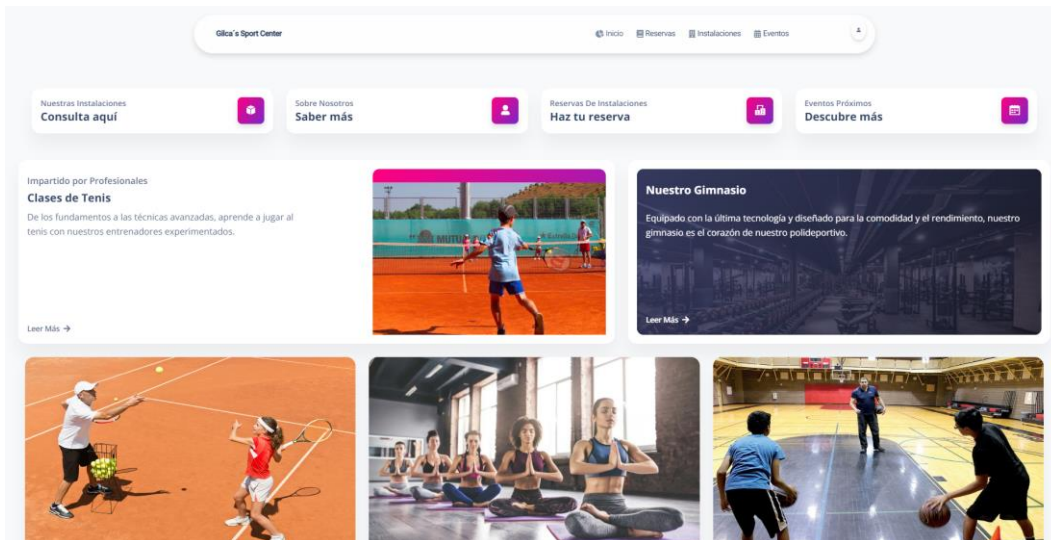 Gilca´s Sport Center
Inicio
Reservas
Instalaciones
Eventos
Nuestras Instalaciones
Consulta aquí
Sobre Nosotros
Saber más
Reservas De Instalaciones
Haz tu reserva
Eventos Próximos
Descubre más
Impartido por Profesionales
Clases de Tenis
De los fundamentos a las técnicas avanzadas, aprende a jugar al
tenis con nuestros entrenadores experimentados.
Leer Más
MUTUA
Nuestro Gimnasio
Equipado con la última tecnología y diseñado para la comodidad y el rendimiento, nuestro
gimnasio es el corazón de nuestro polideportivo.
Leer Más